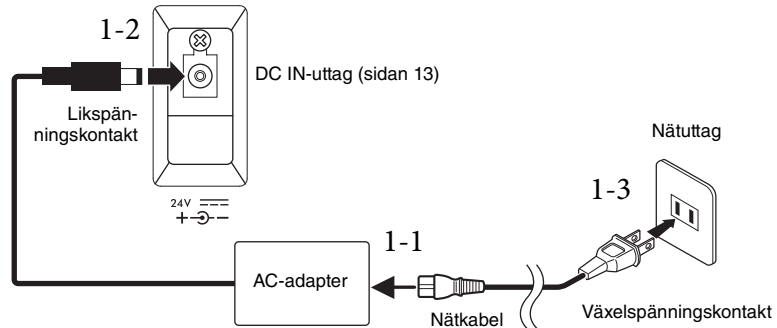 1-2
DC IN-uttag (sidan 13)
Likspän-
ningskontakt
Nätuttag
24V
1-3
1-1
AC-adapter
Nätkabel
Växelspänningskontakt